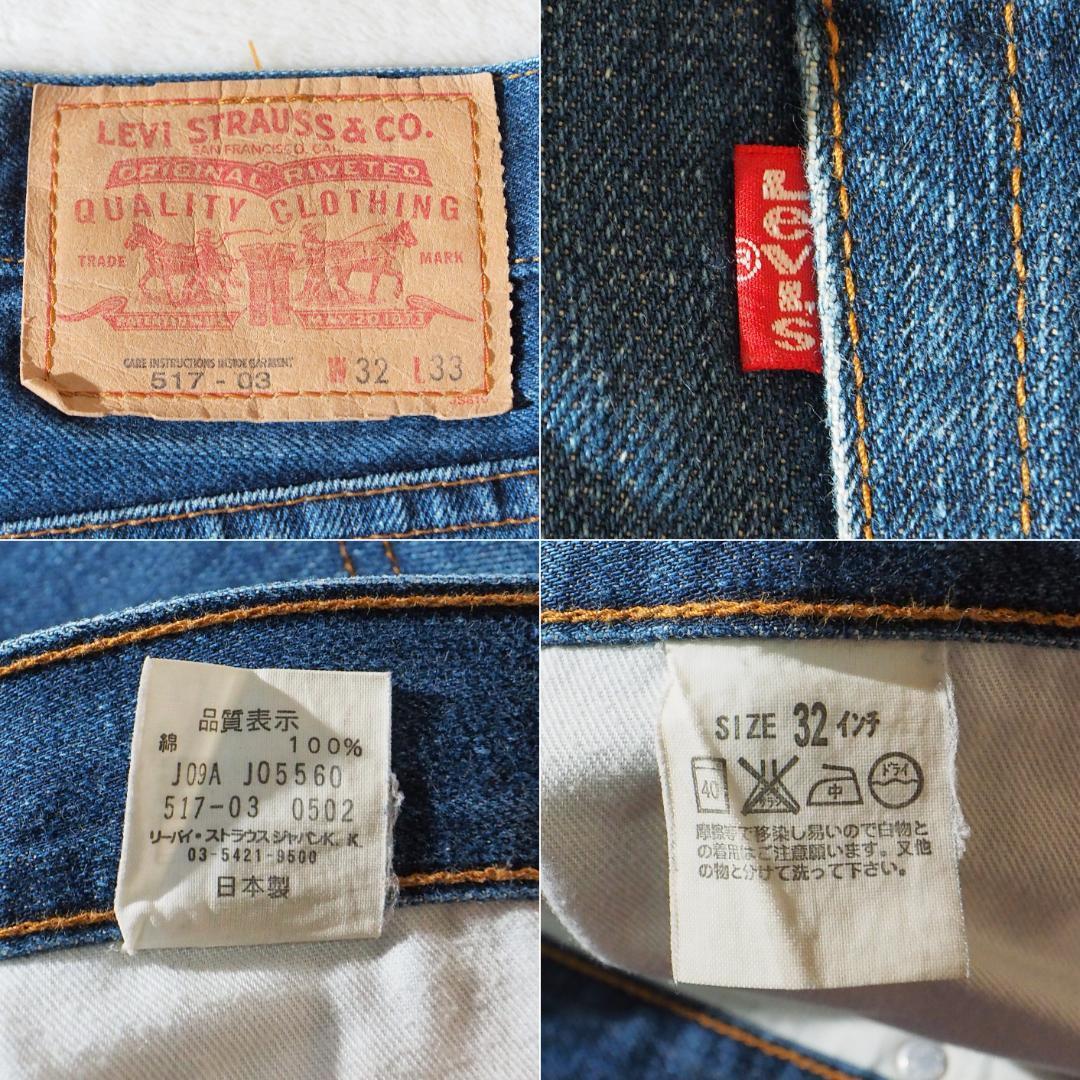 LEVI STRAUSS & CO.
SAN FRANCISCO, CAL.
ORIGINAL RIVETED
QUALITY CLOTHING
TRADE MARK
CARE INSTRUCTIONS INSIDE GARMENT
517 - 03 W 32 L 33
LEVI'S
®
品質表示
綿 100%
J09A J05560
517-03 0502
リーバイ・ストラウスジャパンK.K
03-5421-9500
日本製
SIZE 32 インチ
40 中 ドライ
摩擦等で移染し易いので白物と
の着用はご注意願います。又他
の物と分けて洗って下さい。